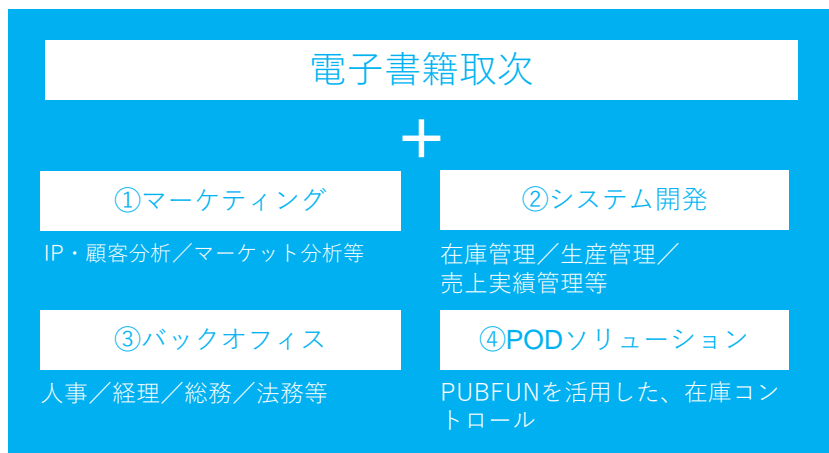 電子書籍取次
+
①マーケティング
IP・顧客分析／マーケット分析等
②システム開発
在庫管理／生産管理／
売上実績管理等
③バックオフィス
人事／経理／総務／法務等
④PODソリューション
PUBFUNを活用した、在庫コン
トロール